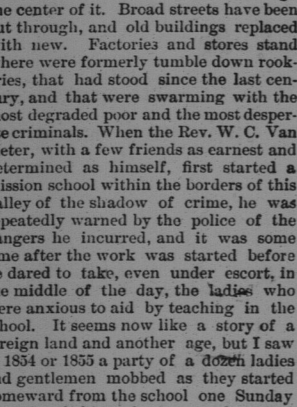 he center of it. Broad streets have been
ut through, and old buildings replaced
ith new. Factories and stores stand
here were formerly tumble down rook-
ries, that had stood since the last cen-
ury, and that were swarming with the
ost degraded poor and the most desper-
te criminals. When the Rev. W. C. Van
eter, with a few friends as earnest and
etermined as himself, first started a
ission school within the borders of this
alley of the shadow of crime, he was
epeatedly warned by the police of the
angers he incurred, and it was some
me after the work was started before
e dared to take, even under escort, in
e middle of the day, the ladies who
ere anxious to aid by teaching in the
hool. It seems now like a story of a
reign land and another age, but I saw
1854 or 1855 a party of a dozen ladies
nd gentlemen mobbed as they started
omeward from the school one Sunday